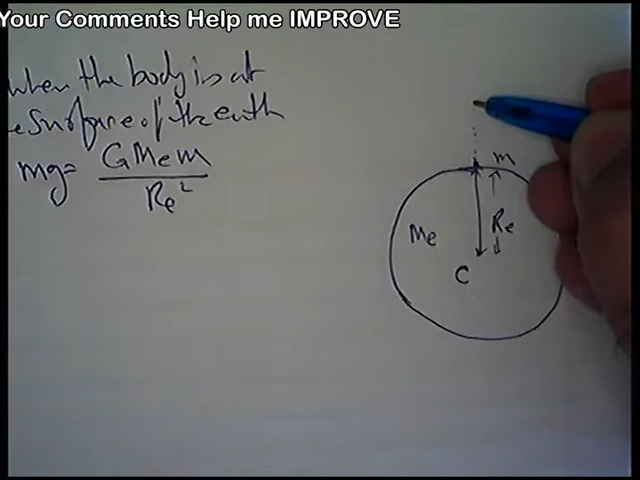 Your Comments Help me IMPROVE
when the body is at
e Surface of the earth
mg = GMem
Re²
m
Me
Re
C